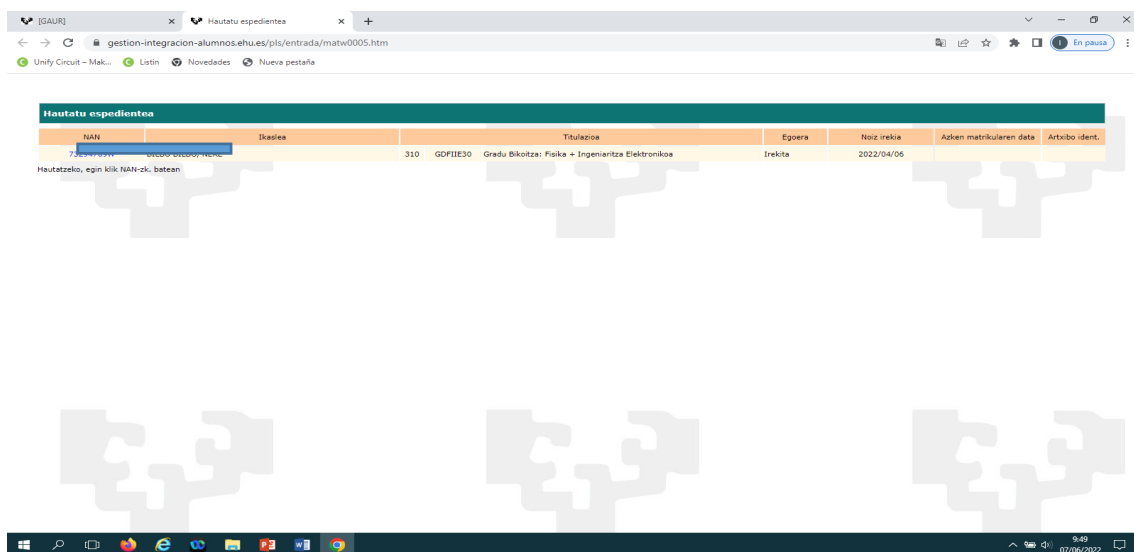 [GAUR] Hautatu espedientea
gestion-integracion-alumnos.ehu.es/pls/entrada/matw0005.htm En pausa
Unify Circuit – Mak... Listin Novedades Nueva pestaña
Hautatu espedientea
NAN Ikaslea Titulazioa Egoera Noiz irekia Azken matrikularen data Artxibo ident.
310 GDFIIE30 Gradu Bikoitza: Fisika + Ingeniaritza Elektronikoa Irekita 2022/04/06
Hautatzeko, egin klik NAN-zk. batean
9:49
07/06/2022